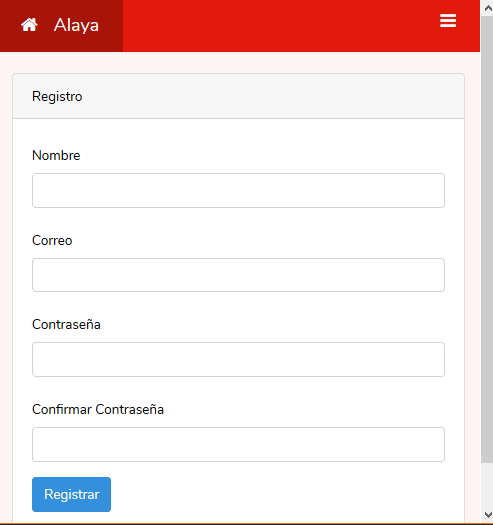 Alaya
Registro
Nombre
Correo
Contraseña
Confirmar Contraseña
Registrar